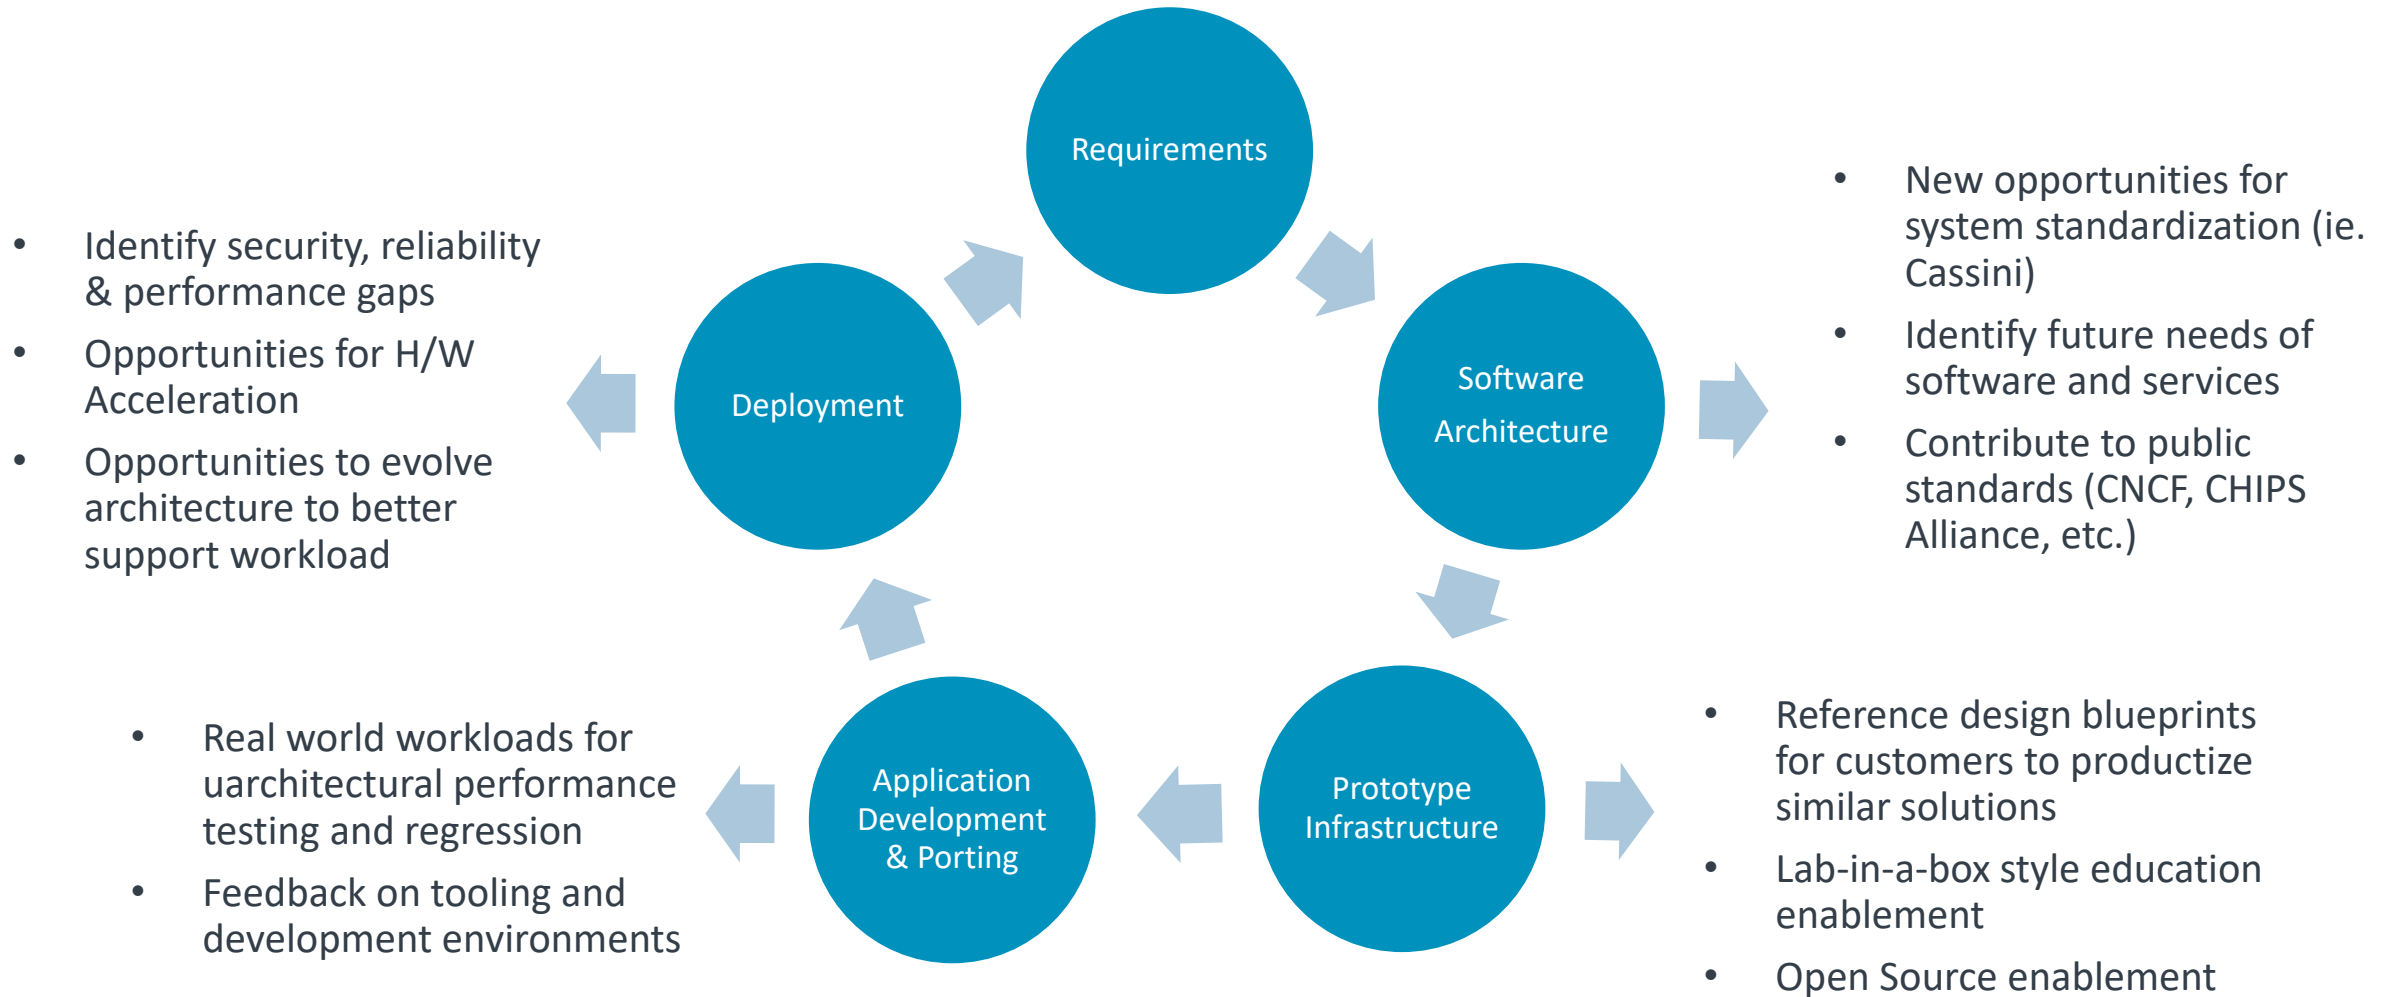 Requirements
• New opportunities for
system standardization (ie.
Cassini)
• Identify future needs of
software and services
• Contribute to public
standards (CNCF, CHIPS
Alliance, etc.)
• Identify security, reliability
& performance gaps
• Opportunities for H/W
Acceleration
• Opportunities to evolve
architecture to better
support workload
Deployment
Software
Architecture
• Real world workloads for
uarchitectural performance
testing and regression
• Feedback on tooling and
development environments
Application
Development
& Porting
Prototype
Infrastructure
• Reference design blueprints
for customers to productize
similar solutions
• Lab-in-a-box style education
enablement
• Open Source enablement